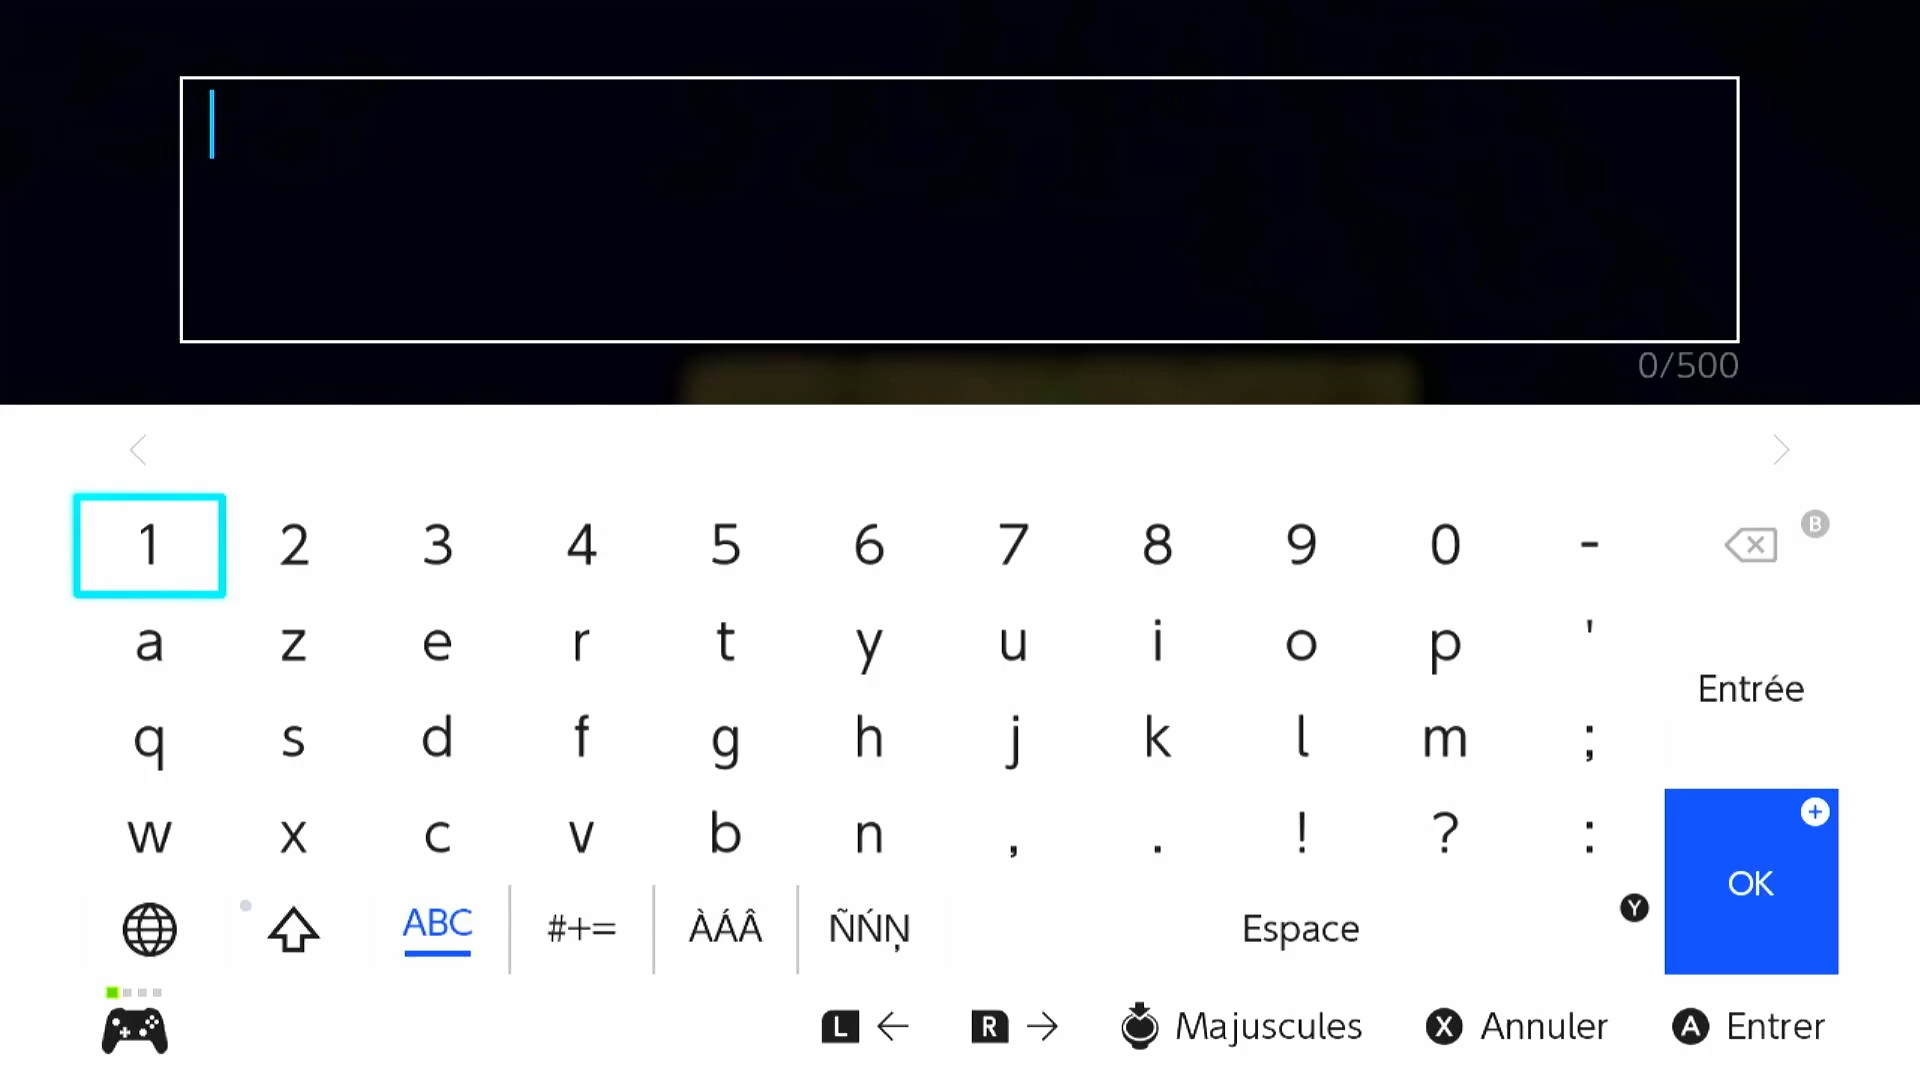 0/500
1 2 3 4 5 6 7 8 9 0 - B
a z e r t y u i o p '
Entrée
q s d f g h j k l m ;
w x c v b n , . ! ? :
+
OK
ABC #+= ÀÁÂ ÑŃŅ Espace Y
L ← R → Majuscules X Annuler A Entrer